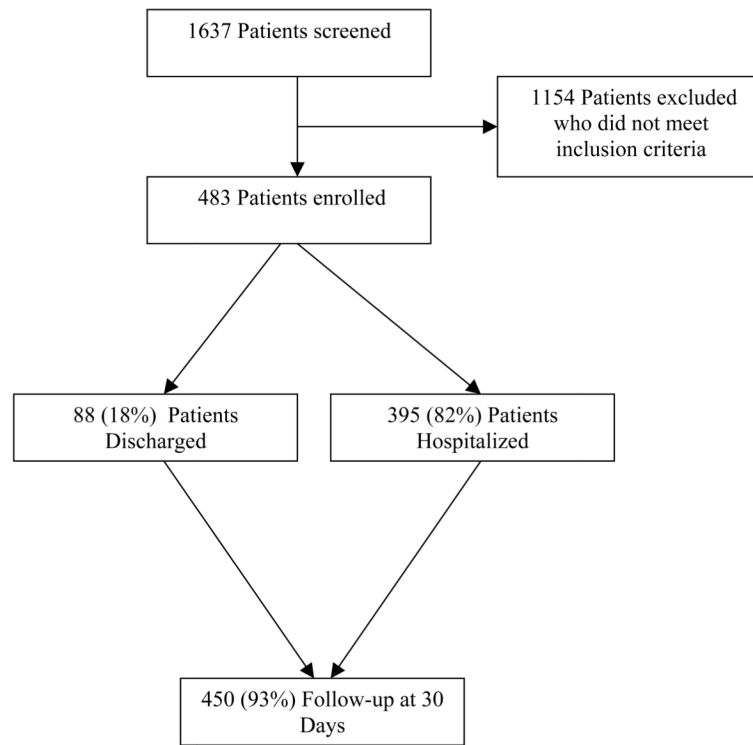 1637 Patients screened
1154 Patients excluded
who did not meet
inclusion criteria
483 Patients enrolled
88 (18%)  Patients
Discharged
395 (82%) Patients
Hospitalized
450 (93%) Follow-up at 30
Days